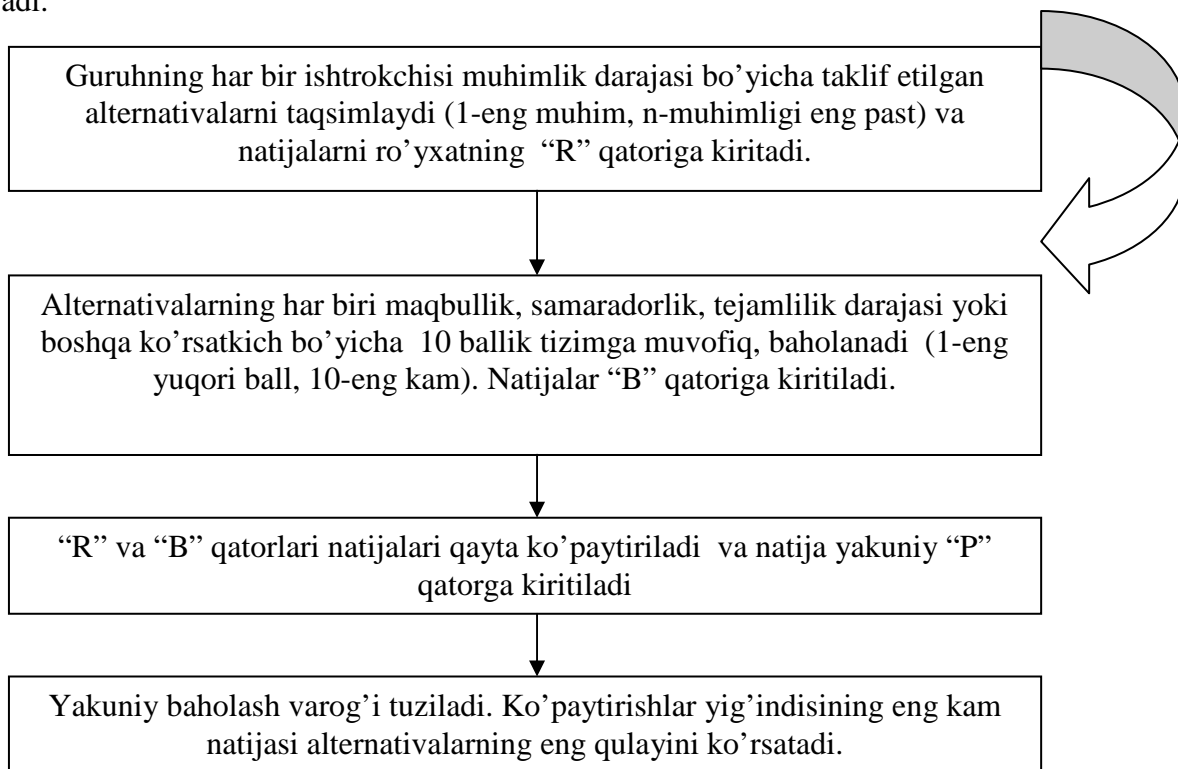 adi.
Guruhning har bir ishtrokchisi muhimlik darajasi bo’yicha taklif etilgan
alternativalarni taqsimlaydi (1-eng muhim, n-muhimligi eng past) va
natijalarni ro’yxatning “R” qatoriga kiritadi.
Alternativalarning har biri maqbullik, samaradorlik, tejamlilik darajasi yoki
boshqa ko’rsatkich bo’yicha 10 ballik tizimga muvofiq, baholanadi (1-eng
yuqori ball, 10-eng kam). Natijalar “B” qatoriga kiritiladi.
“R” va “B” qatorlari natijalari qayta ko’paytiriladi va natija yakuniy “P”
qatorga kiritiladi
Yakuniy baholash varog’i tuziladi. Ko’paytirishlar yig’indisining eng kam
natijasi alternativalarning eng qulayini ko’rsatadi.